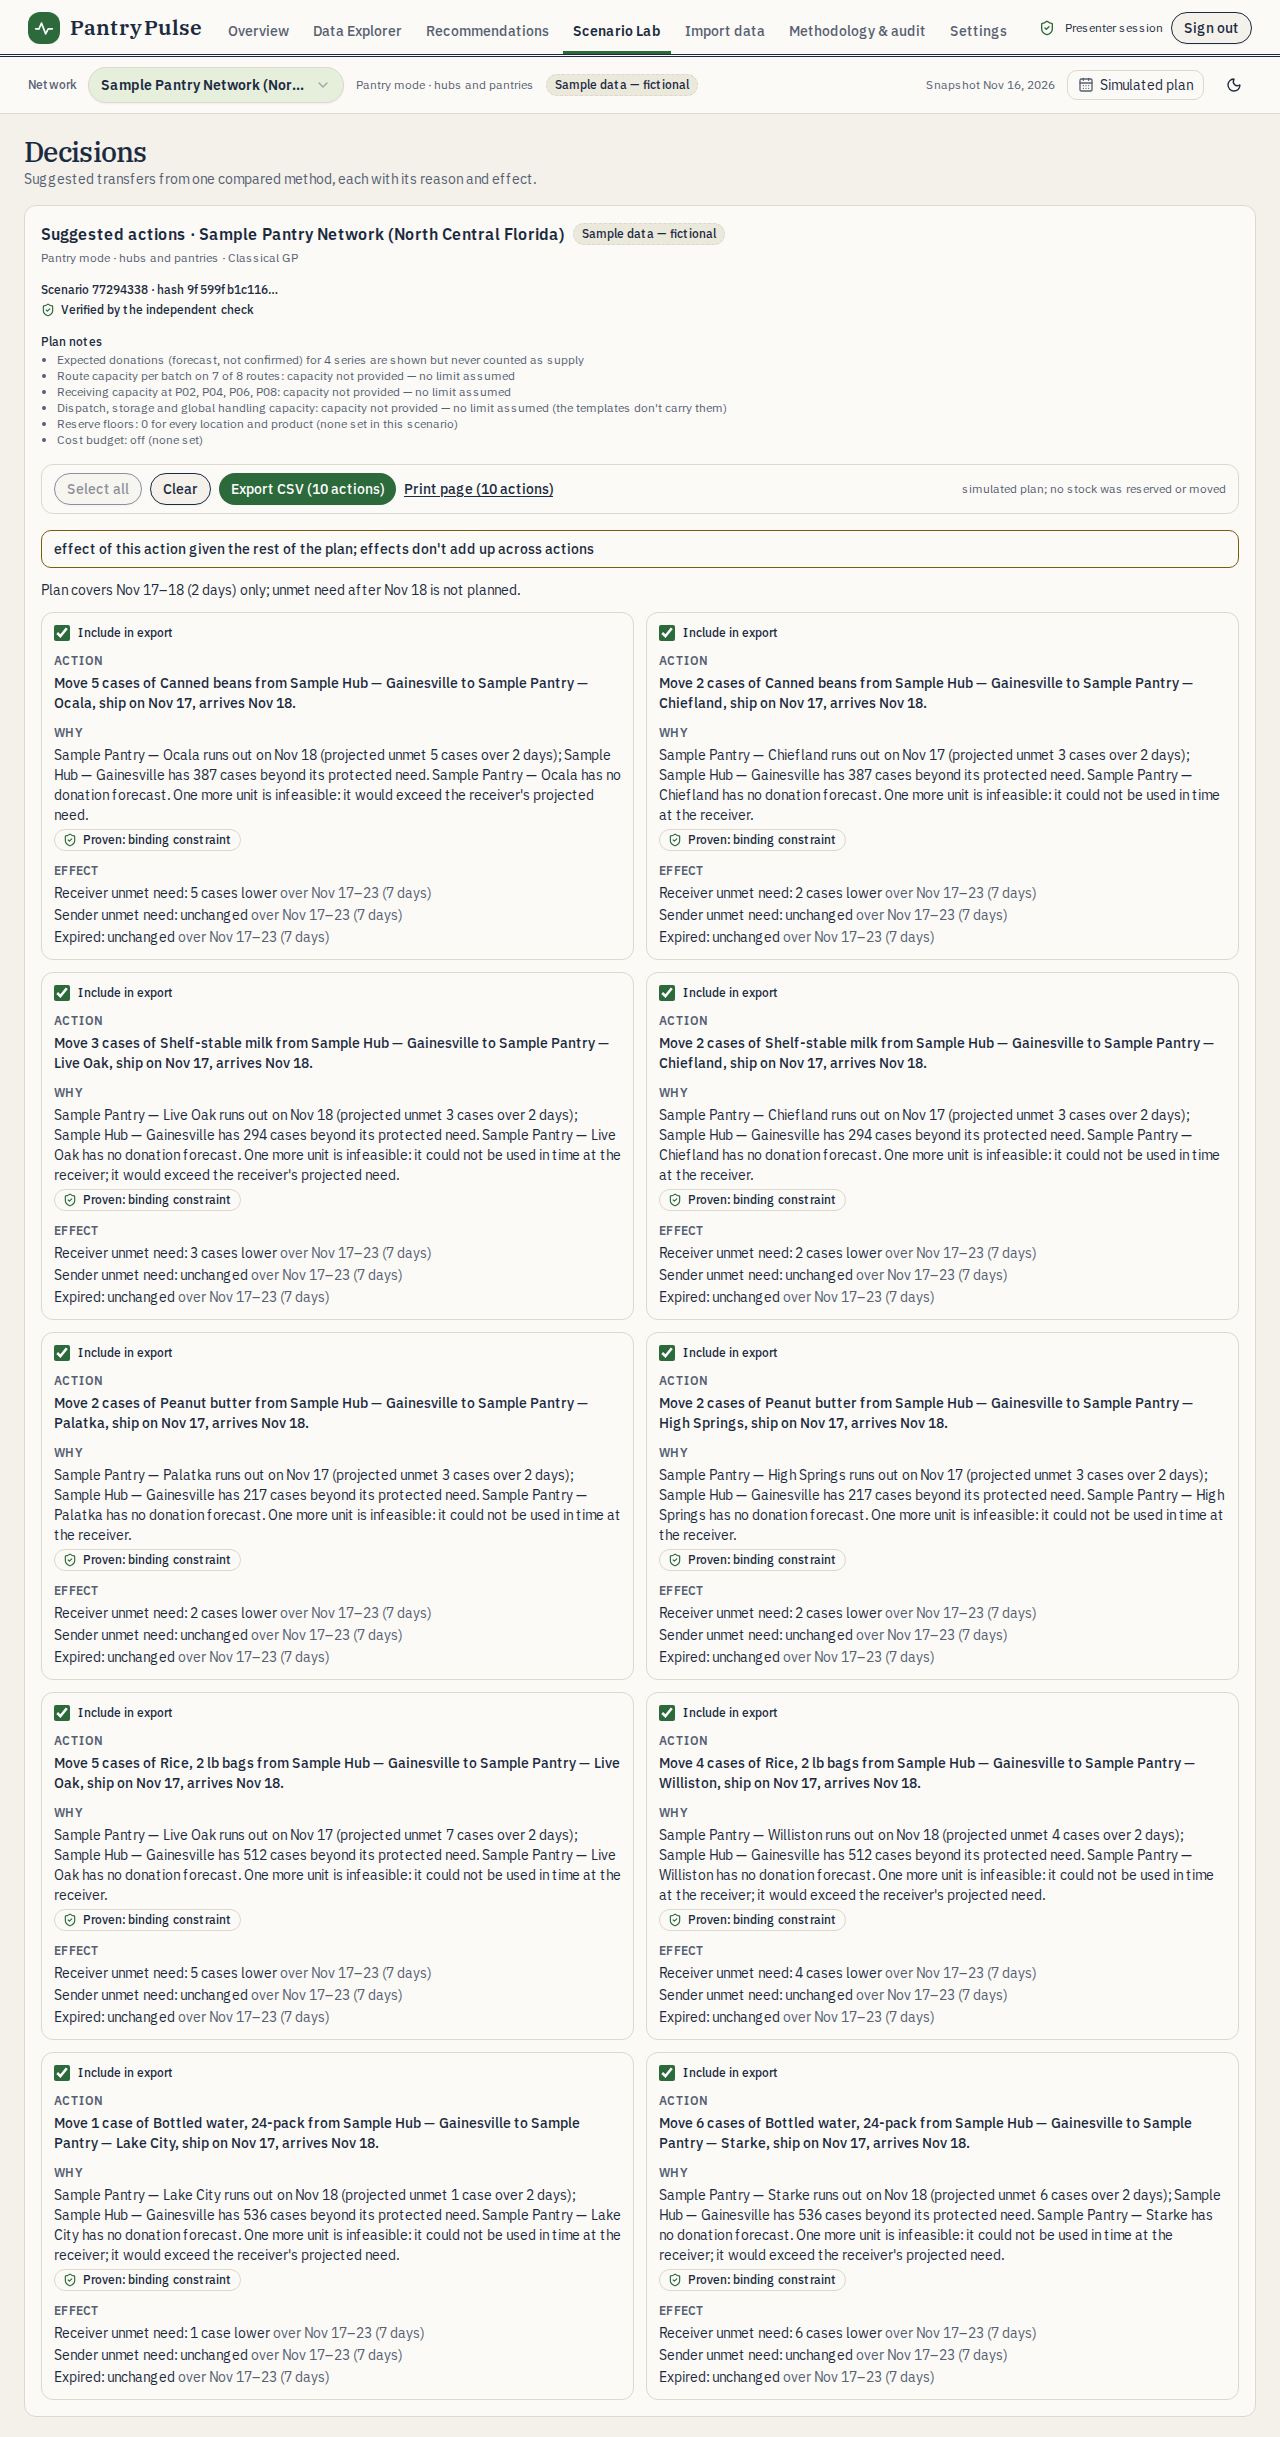 PantryPulse
Overview Data Explorer Recommendations Scenario Lab Import data Methodology & audit Settings
Presenter session Sign out
Network Sample Pantry Network (Nor... Pantry mode · hubs and pantries Sample data — fictional
Snapshot Nov 16, 2026 Simulated plan
Decisions
Suggested transfers from one compared method, each with its reason and effect.
Suggested actions · Sample Pantry Network (North Central Florida) Sample data — fictional
Pantry mode · hubs and pantries · Classical GP
Scenario 77294338 · hash 9f599fb1c116…
Verified by the independent check
Plan notes
• Expected donations (forecast, not confirmed) for 4 series are shown but never counted as supply
• Route capacity per batch on 7 of 8 routes: capacity not provided — no limit assumed
• Receiving capacity at P02, P04, P06, P08: capacity not provided — no limit assumed
• Dispatch, storage and global handling capacity: capacity not provided — no limit assumed (the templates don't carry them)
• Reserve floors: 0 for every location and product (none set in this scenario)
• Cost budget: off (none set)
Select all Clear Export CSV (10 actions) Print page (10 actions) simulated plan; no stock was reserved or moved
effect of this action given the rest of the plan; effects don't add up across actions
Plan covers Nov 17–18 (2 days) only; unmet need after Nov 18 is not planned.
Include in export
ACTION
Move 5 cases of Canned beans from Sample Hub — Gainesville to Sample Pantry —
Ocala, ship on Nov 17, arrives Nov 18.
WHY
Sample Pantry — Ocala runs out on Nov 18 (projected unmet 5 cases over 2 days); Sample
Hub — Gainesville has 387 cases beyond its protected need. Sample Pantry — Ocala has no
donation forecast. One more unit is infeasible: it would exceed the receiver's projected
need.
Proven: binding constraint
EFFECT
Receiver unmet need: 5 cases lower over Nov 17–23 (7 days)
Sender unmet need: unchanged over Nov 17–23 (7 days)
Expired: unchanged over Nov 17–23 (7 days)
Include in export
ACTION
Move 2 cases of Canned beans from Sample Hub — Gainesville to Sample Pantry —
Chiefland, ship on Nov 17, arrives Nov 18.
WHY
Sample Pantry — Chiefland runs out on Nov 17 (projected unmet 3 cases over 2 days);
Sample Hub — Gainesville has 387 cases beyond its protected need. Sample Pantry —
Chiefland has no donation forecast. One more unit is infeasible: it could not be used in time
at the receiver.
Proven: binding constraint
EFFECT
Receiver unmet need: 2 cases lower over Nov 17–23 (7 days)
Sender unmet need: unchanged over Nov 17–23 (7 days)
Expired: unchanged over Nov 17–23 (7 days)
Include in export
ACTION
Move 3 cases of Shelf-stable milk from Sample Hub — Gainesville to Sample Pantry —
Live Oak, ship on Nov 17, arrives Nov 18.
WHY
Sample Pantry — Live Oak runs out on Nov 18 (projected unmet 3 cases over 2 days);
Sample Hub — Gainesville has 294 cases beyond its protected need. Sample Pantry — Live
Oak has no donation forecast. One more unit is infeasible: it could not be used in time at the
receiver; it would exceed the receiver's projected need.
Proven: binding constraint
EFFECT
Receiver unmet need: 3 cases lower over Nov 17–23 (7 days)
Sender unmet need: unchanged over Nov 17–23 (7 days)
Expired: unchanged over Nov 17–23 (7 days)
Include in export
ACTION
Move 2 cases of Shelf-stable milk from Sample Hub — Gainesville to Sample Pantry —
Chiefland, ship on Nov 17, arrives Nov 18.
WHY
Sample Pantry — Chiefland runs out on Nov 17 (projected unmet 3 cases over 2 days);
Sample Hub — Gainesville has 294 cases beyond its protected need. Sample Pantry —
Chiefland has no donation forecast. One more unit is infeasible: it could not be used in time
at the receiver.
Proven: binding constraint
EFFECT
Receiver unmet need: 2 cases lower over Nov 17–23 (7 days)
Sender unmet need: unchanged over Nov 17–23 (7 days)
Expired: unchanged over Nov 17–23 (7 days)
Include in export
ACTION
Move 2 cases of Peanut butter from Sample Hub — Gainesville to Sample Pantry —
Palatka, ship on Nov 17, arrives Nov 18.
WHY
Sample Pantry — Palatka runs out on Nov 17 (projected unmet 3 cases over 2 days);
Sample Hub — Gainesville has 217 cases beyond its protected need. Sample Pantry —
Palatka has no donation forecast. One more unit is infeasible: it could not be used in time at
the receiver.
Proven: binding constraint
EFFECT
Receiver unmet need: 2 cases lower over Nov 17–23 (7 days)
Sender unmet need: unchanged over Nov 17–23 (7 days)
Expired: unchanged over Nov 17–23 (7 days)
Include in export
ACTION
Move 2 cases of Peanut butter from Sample Hub — Gainesville to Sample Pantry —
High Springs, ship on Nov 17, arrives Nov 18.
WHY
Sample Pantry — High Springs runs out on Nov 17 (projected unmet 3 cases over 2 days);
Sample Hub — Gainesville has 217 cases beyond its protected need. Sample Pantry — High
Springs has no donation forecast. One more unit is infeasible: it could not be used in time at
the receiver.
Proven: binding constraint
EFFECT
Receiver unmet need: 2 cases lower over Nov 17–23 (7 days)
Sender unmet need: unchanged over Nov 17–23 (7 days)
Expired: unchanged over Nov 17–23 (7 days)
Include in export
ACTION
Move 5 cases of Rice, 2 lb bags from Sample Hub — Gainesville to Sample Pantry — Live
Oak, ship on Nov 17, arrives Nov 18.
WHY
Sample Pantry — Live Oak runs out on Nov 17 (projected unmet 7 cases over 2 days);
Sample Hub — Gainesville has 512 cases beyond its protected need. Sample Pantry — Live
Oak has no donation forecast. One more unit is infeasible: it could not be used in time at the
receiver.
Proven: binding constraint
EFFECT
Receiver unmet need: 5 cases lower over Nov 17–23 (7 days)
Sender unmet need: unchanged over Nov 17–23 (7 days)
Expired: unchanged over Nov 17–23 (7 days)
Include in export
ACTION
Move 4 cases of Rice, 2 lb bags from Sample Hub — Gainesville to Sample Pantry —
Williston, ship on Nov 17, arrives Nov 18.
WHY
Sample Pantry — Williston runs out on Nov 18 (projected unmet 4 cases over 2 days);
Sample Hub — Gainesville has 512 cases beyond its protected need. Sample Pantry —
Williston has no donation forecast. One more unit is infeasible: it could not be used in time
at the receiver; it would exceed the receiver's projected need.
Proven: binding constraint
EFFECT
Receiver unmet need: 4 cases lower over Nov 17–23 (7 days)
Sender unmet need: unchanged over Nov 17–23 (7 days)
Expired: unchanged over Nov 17–23 (7 days)
Include in export
ACTION
Move 1 case of Bottled water, 24-pack from Sample Hub — Gainesville to Sample
Pantry — Lake City, ship on Nov 17, arrives Nov 18.
WHY
Sample Pantry — Lake City runs out on Nov 18 (projected unmet 1 case over 2 days);
Sample Hub — Gainesville has 536 cases beyond its protected need. Sample Pantry — Lake
City has no donation forecast. One more unit is infeasible: it could not be used in time at the
receiver; it would exceed the receiver's projected need.
Proven: binding constraint
EFFECT
Receiver unmet need: 1 case lower over Nov 17–23 (7 days)
Sender unmet need: unchanged over Nov 17–23 (7 days)
Expired: unchanged over Nov 17–23 (7 days)
Include in export
ACTION
Move 6 cases of Bottled water, 24-pack from Sample Hub — Gainesville to Sample
Pantry — Starke, ship on Nov 17, arrives Nov 18.
WHY
Sample Pantry — Starke runs out on Nov 18 (projected unmet 6 cases over 2 days); Sample
Hub — Gainesville has 536 cases beyond its protected need. Sample Pantry — Starke has
no donation forecast. One more unit is infeasible: it could not be used in time at the
receiver; it would exceed the receiver's projected need.
Proven: binding constraint
EFFECT
Receiver unmet need: 6 cases lower over Nov 17–23 (7 days)
Sender unmet need: unchanged over Nov 17–23 (7 days)
Expired: unchanged over Nov 17–23 (7 days)